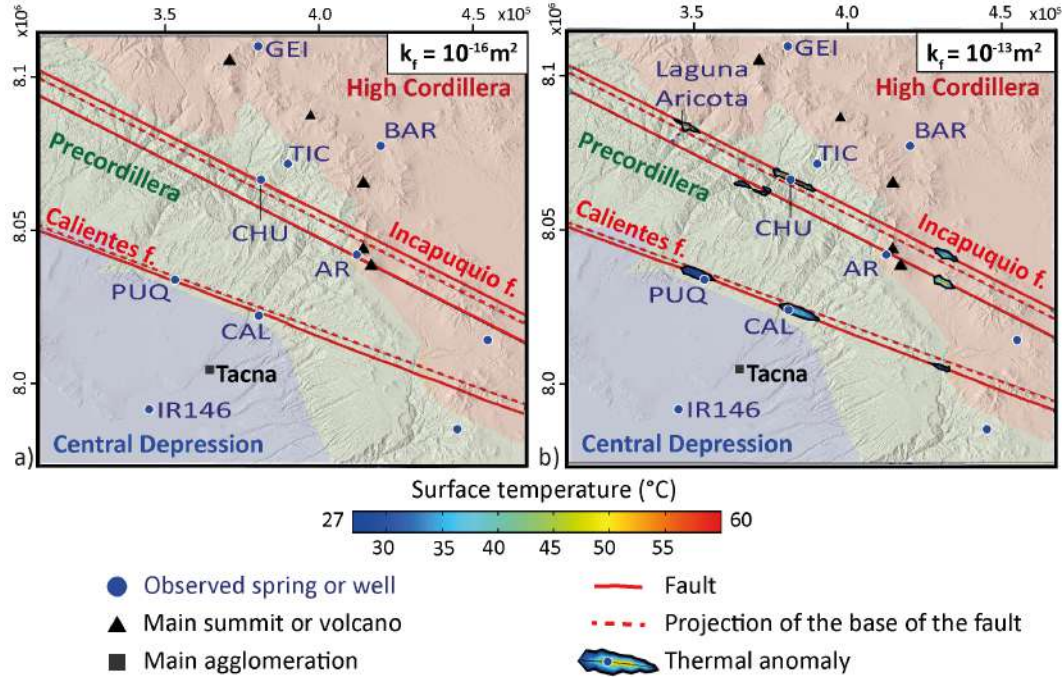 x10⁶
3.5
4.0
4.5
x10⁵
x10⁶
3.5
4.0
4.5
x10⁵
8.1
8.05
8.0
GEI
k_f = 10⁻¹⁶m²
High Cordillera
BAR
TIC
Precordillera
CHU
Calientes f.
Incapuquio f.
AR
PUQ
CAL
Tacna
IR146
Central Depression
a)
8.1
8.05
8.0
GEI
k_f = 10⁻¹³m²
Laguna
Aricota
High Cordillera
BAR
TIC
Precordillera
CHU
Calientes f.
Incapuquio f.
AR
PUQ
CAL
Tacna
IR146
Central Depression
b)
Surface temperature (°C)
27
60
30 35 40 45 50 55
Observed spring or well
Main summit or volcano
Main agglomeration
Fault
Projection of the base of the fault
Thermal anomaly